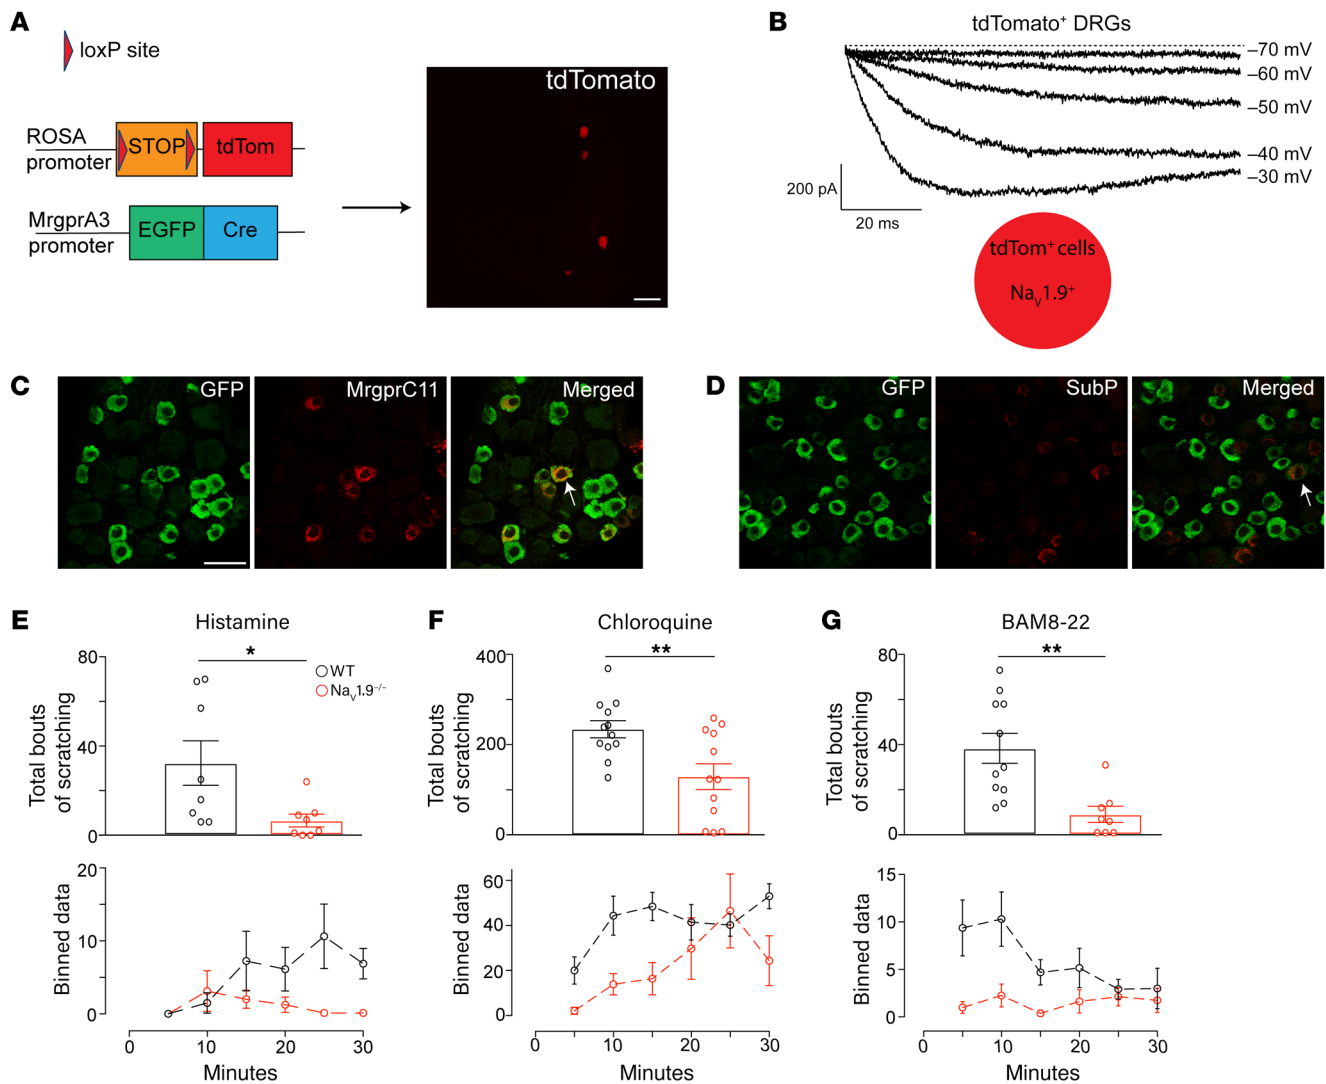 A
loxP site
ROSA
promoter
STOP
tdTom
MrgprA3
promoter
EGFP
Cre
tdTomato
B
tdTomato⁺ DRGs
–70 mV
–60 mV
–50 mV
–40 mV
–30 mV
200 pA
20 ms
tdTom⁺ cells
NaV1.9⁺
C
GFP
MrgprC11
Merged
D
GFP
SubP
Merged
E
Histamine
*
WT
NaV1.9⁻/⁻
Total bouts
of scratching
80
40
0
Binned data
20
10
0
0 10 20 30
Minutes
F
Chloroquine
**
Total bouts
of scratching
400
200
0
Binned data
60
40
20
0
0 10 20 30
Minutes
G
BAM8-22
**
Total bouts
of scratching
80
40
0
Binned data
15
10
5
0
0 10 20 30
Minutes